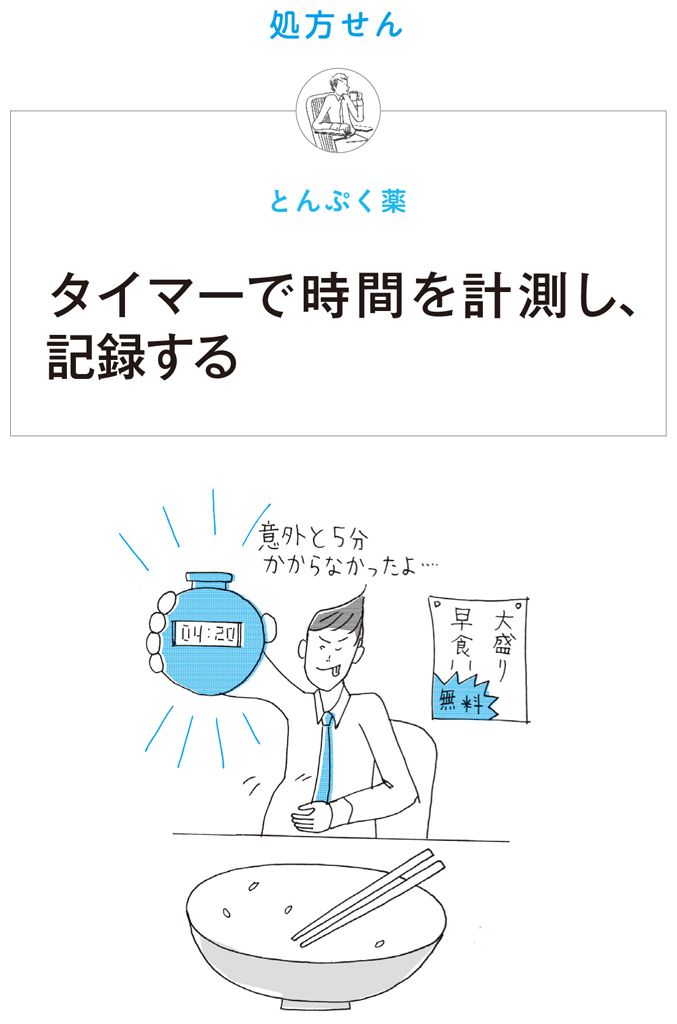 処方せん
とんぷく薬
タイマーで時間を計測し、
記録する
意外と5分
かからなかったよ‥‥
04:20
大盛り
早食い
無料